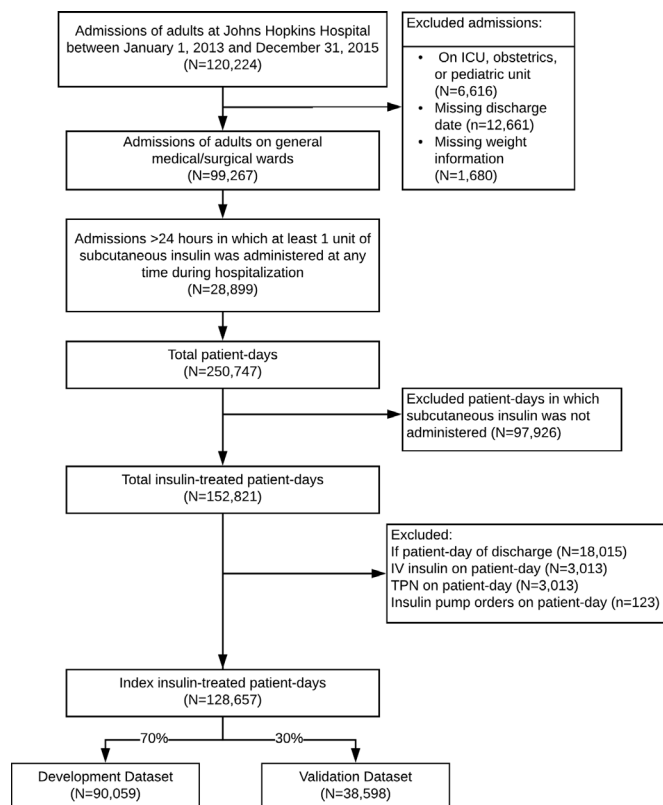 Admissions of adults at Johns Hopkins Hospital
between January 1, 2013 and December 31, 2015
(N=120,224)
Excluded admissions:
• On ICU, obstetrics,
or pediatric unit
(N=6,616)
• Missing discharge
date (n=12,661)
• Missing weight
information
(N=1,680)
Admissions of adults on general
medical/surgical wards
(N=99,267)
Admissions >24 hours in which at least 1 unit of
subcutaneous insulin was administered at any
time during hospitalization
(N=28,899)
Total patient-days
(N=250,747)
Excluded patient-days in which
subcutaneous insulin was not
administered (N=97,926)
Total insulin-treated patient-days
(N=152,821)
Excluded:
If patient-day of discharge (N=18,015)
IV insulin on patient-day (N=3,013)
TPN on patient-day (N=3,013)
Insulin pump orders on patient-day (n=123)
Index insulin-treated patient-days
(N=128,657)
70%
30%
Development Dataset
(N=90,059)
Validation Dataset
(N=38,598)